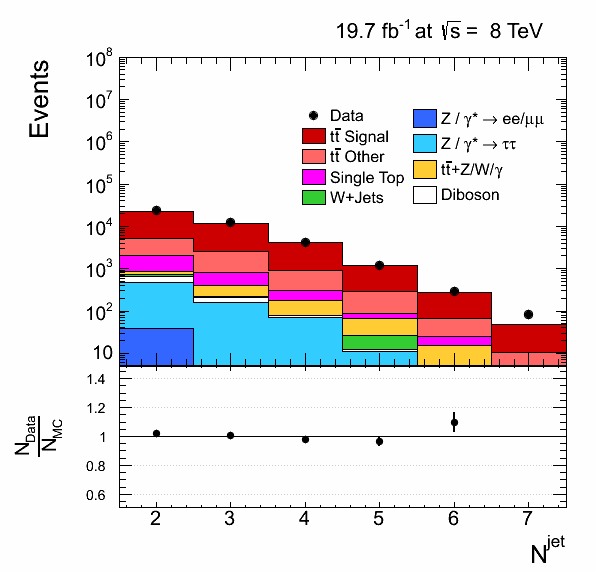 19.7 fb⁻¹ at √s = 8 TeV
Events
10⁸
10⁷
10⁶
10⁵
10⁴
10³
10²
10
Data
tt̄ Signal
tt̄ Other
Single Top
W+Jets
Z / γ* → ee/μμ
Z / γ* → ττ
tt̄+Z/W/γ
Diboson
N_Data
N_MC
1.4
1.2
1
0.8
0.6
2 3 4 5 6 7
N^jet